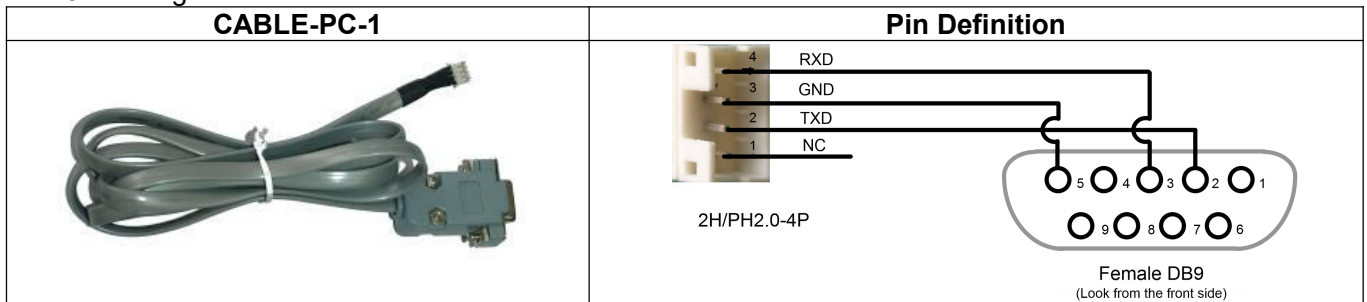 CABLE-PC-1
Pin Definition
4 RXD
3 GND
2 TXD
1 NC
2H/PH2.0-4P
5 4 3 2 1
9 8 7 6
Female DB9
(Look from the front side)